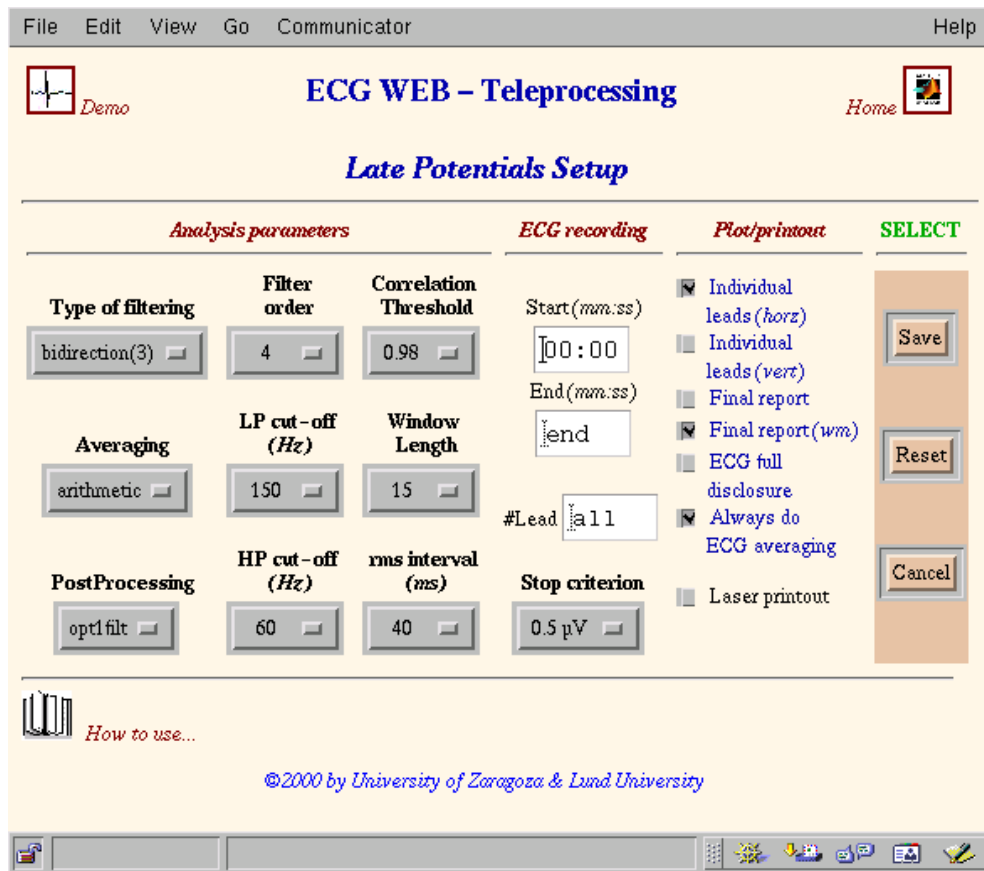 File Edit View Go Communicator Help
Demo
ECG WEB – Teleprocessing
Home
Late Potentials Setup
Analysis parameters
ECG recording
Plot/printout
SELECT
Type of filtering
bidirection(3)
Filter
order
4
Correlation
Threshold
0.98
Averaging
arithmetic
LP cut-off
(Hz)
150
Window
Length
15
PostProcessing
opt1filt
HP cut-off
(Hz)
60
rms interval
(ms)
40
Start(mm:ss)
00:00
End(mm:ss)
end
#Lead all
Stop criterion
0.5 µV
Individual
leads(horz)
Individual
leads(vert)
Final report
Final report(wm)
ECG full
disclosure
Always do
ECG averaging
Laser printout
Save
Reset
Cancel
How to use...
©2000 by University of Zaragoza & Lund University